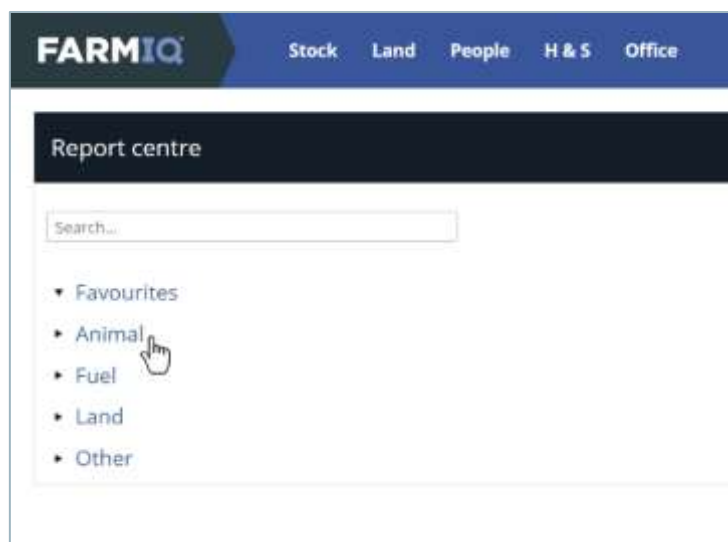 FARMIQ Stock Land People H & S Office
Report centre
Search...
Favourites
Animal
Fuel
Land
Other